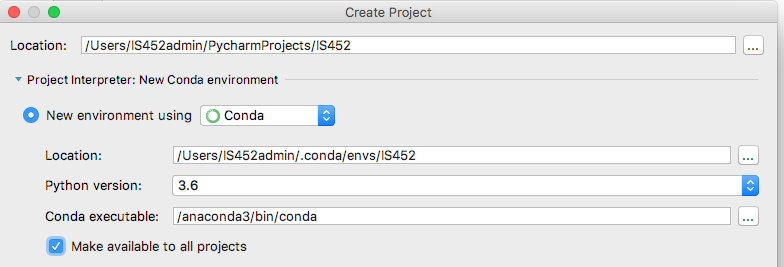 Create Project
Location: /Users/IS452admin/PycharmProjects/IS452 ...
Project Interpreter: New Conda environment
New environment using Conda
Location: /Users/IS452admin/.conda/envs/IS452 ...
Python version: 3.6
Conda executable: /anaconda3/bin/conda ...
Make available to all projects